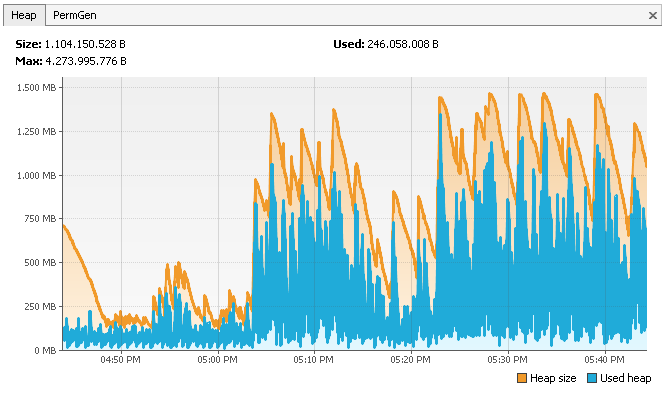 Heap PermGen
Size: 1.104.150.528 B Used: 246.058.008 B
Max: 4.273.995.776 B
1.500 MB
1.250 MB
1.000 MB
750 MB
500 MB
250 MB
0 MB
04:50 PM 05:00 PM 05:10 PM 05:20 PM 05:30 PM 05:40 PM
Heap size Used heap